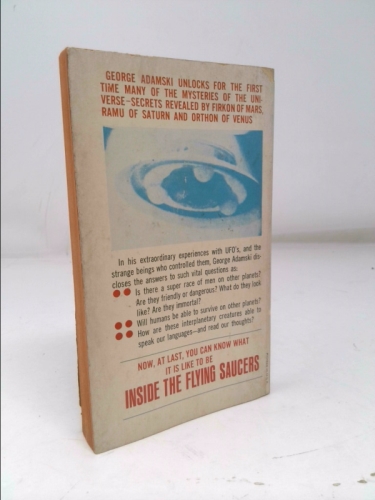 GEORGE ADAMSKI UNLOCKS FOR THE FIRST
TIME MANY OF THE MYSTERIES OF THE UNI-
VERSE–SECRETS REVEALED BY FIRKON OF MARS,
RAMU OF SATURN AND ORTHON OF VENUS
In his extraordinary experiences with UFO's, and the
strange beings who controlled them, George Adamski dis-
closes the answers to such vital questions as:
Is there a super race of men on other planets?
Are they friendly or dangerous? What do they look
like? Are they immortal?
Will humans be able to survive on other planets?
How are these interplanetary creatures able to
speak our languages—and read our thoughts?
NOW, AT LAST, YOU CAN KNOW WHAT
IT IS LIKE TO BE
INSIDE THE FLYING SAUCERS